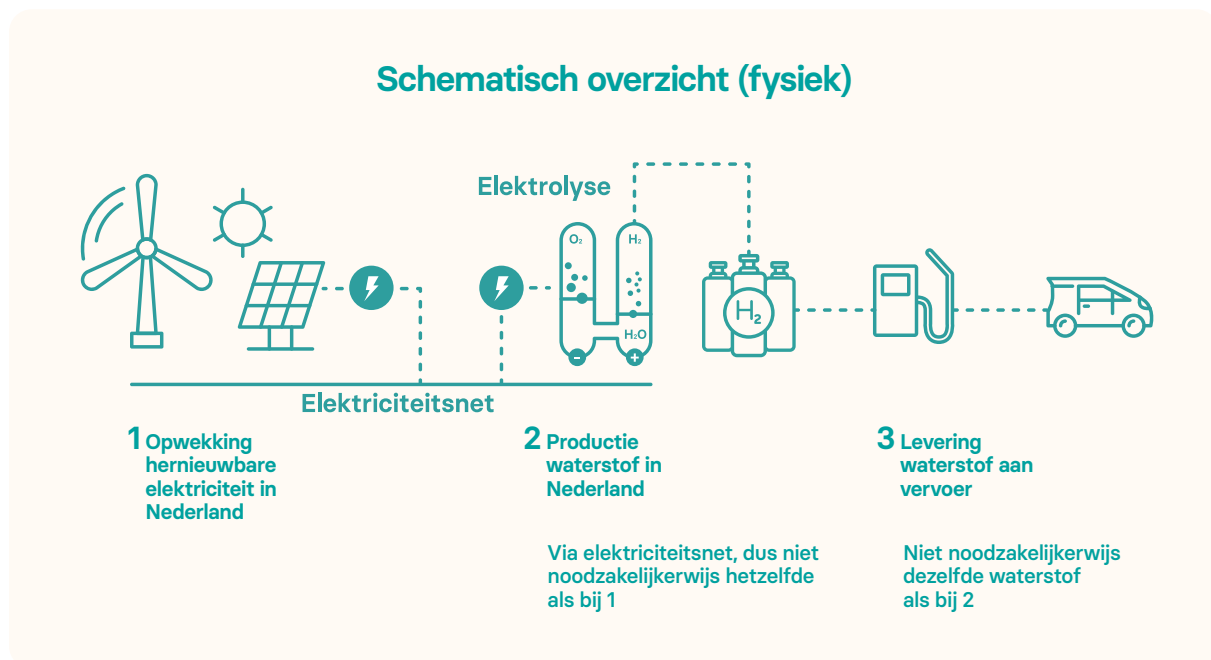 Schematisch overzicht (fysiek)
Elektrolyse
O₂
H₂
H₂O
-
+
H₂
Elektriciteitsnet
1 Opwekking
hernieuwbare
elektriciteit in
Nederland
2 Productie
waterstof in
Nederland
Via elektriciteitsnet, dus niet
noodzakelijkerwijs hetzelfde
als bij 1
3 Levering
waterstof aan
vervoer
Niet noodzakelijkerwijs
dezelfde waterstof
als bij 2